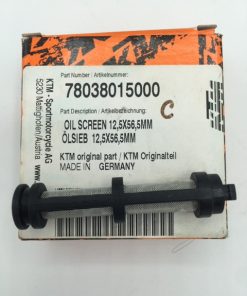 KTM - Sportmotorcycle AG
5230 Mattighofen/Austria
Part Number / Artikelnummer:
78038015000
Part Description / Artikelbezeichnung:
C
OIL SCREEN 12,5X56,5MM
ÖLSIEB 12,5X56,5MM
KTM original part / KTM Originalteil
MADE IN GERMANY